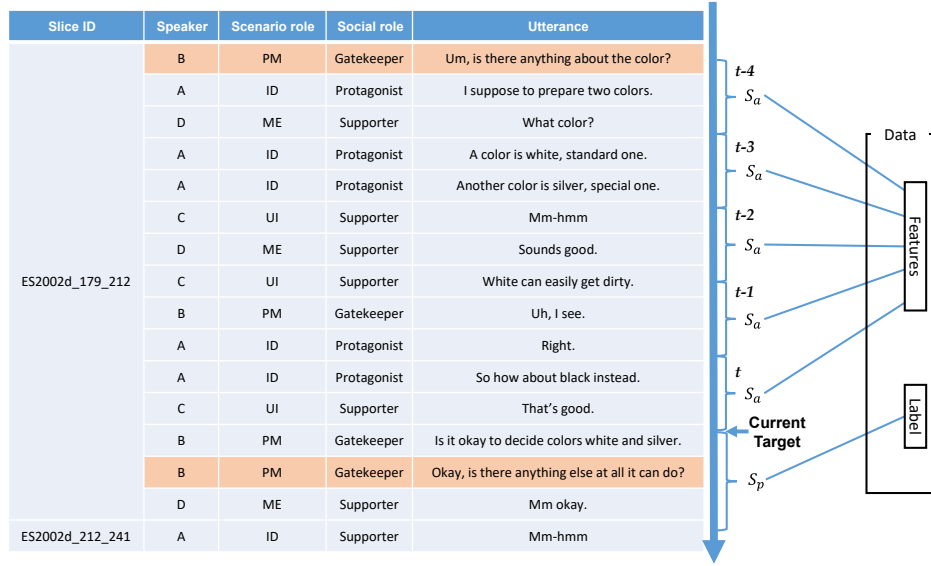 Slice ID Speaker Scenario role Social role Utterance
B PM Gatekeeper Um, is there anything about the color?
A ID Protagonist I suppose to prepare two colors.
D ME Supporter What color?
A ID Protagonist A color is white, standard one.
A ID Protagonist Another color is silver, special one.
C UI Supporter Mm-hmm
D ME Supporter Sounds good.
ES2002d_179_212 C UI Supporter White can easily get dirty.
B PM Gatekeeper Uh, I see.
A ID Protagonist Right.
A ID Protagonist So how about black instead.
C UI Supporter That's good.
B PM Gatekeeper Is it okay to decide colors white and silver.
B PM Gatekeeper Okay, is there anything else at all it can do?
D ME Supporter Mm okay.
ES2002d_212_241 A ID Supporter Mm-hmm
t-4
Sₐ
t-3
Sₐ
t-2
Sₐ
t-1
Sₐ
t
Sₐ
Current
Target
Sₚ
Data
Features
Label